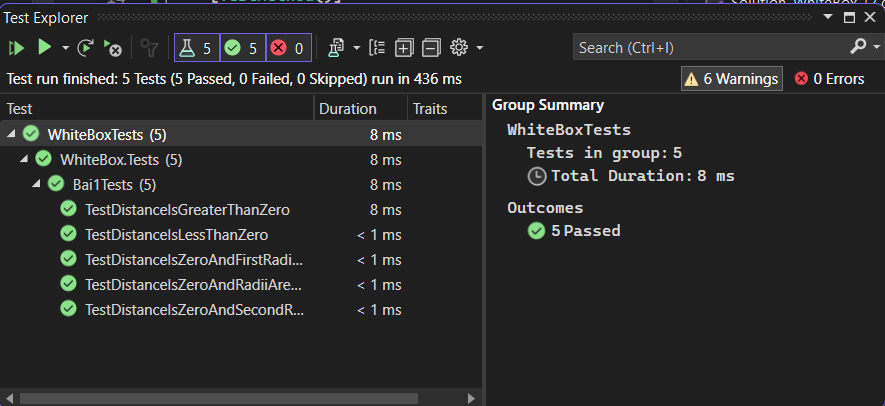 Test Explorer
5 5 0
Search (Ctrl+I)
Test run finished: 5 Tests (5 Passed, 0 Failed, 0 Skipped) run in 436 ms
6 Warnings
0 Errors
Test Duration Traits
WhiteBoxTests (5) 8 ms
WhiteBox.Tests (5) 8 ms
Bai1Tests (5) 8 ms
TestDistanceIsGreaterThanZero 8 ms
TestDistanceIsLessThanZero < 1 ms
TestDistanceIsZeroAndFirstRadi... < 1 ms
TestDistanceIsZeroAndRadiiAre... < 1 ms
TestDistanceIsZeroAndSecondR... < 1 ms
Group Summary
WhiteBoxTests
Tests in group: 5
Total Duration: 8 ms
Outcomes
5 Passed